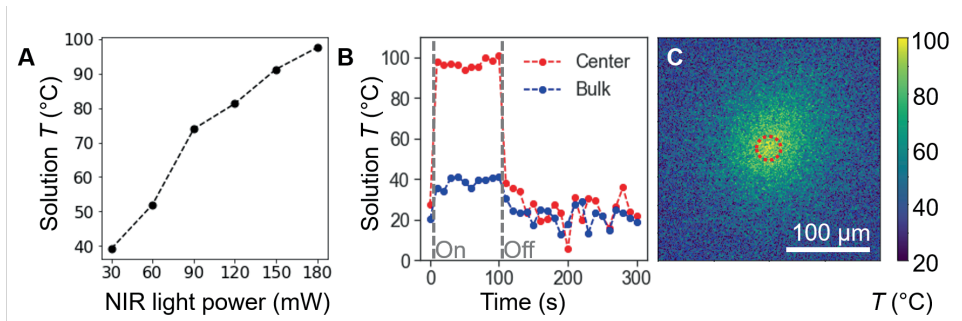 A
Solution T (°C)
100
90
80
70
60
50
40
30
60
90
120
150
180
NIR light power (mW)
B
Solution T (°C)
100
80
60
40
20
0
Center
Bulk
On
Off
0
100
200
300
Time (s)
C
100 µm
100
80
60
40
20
T (°C)